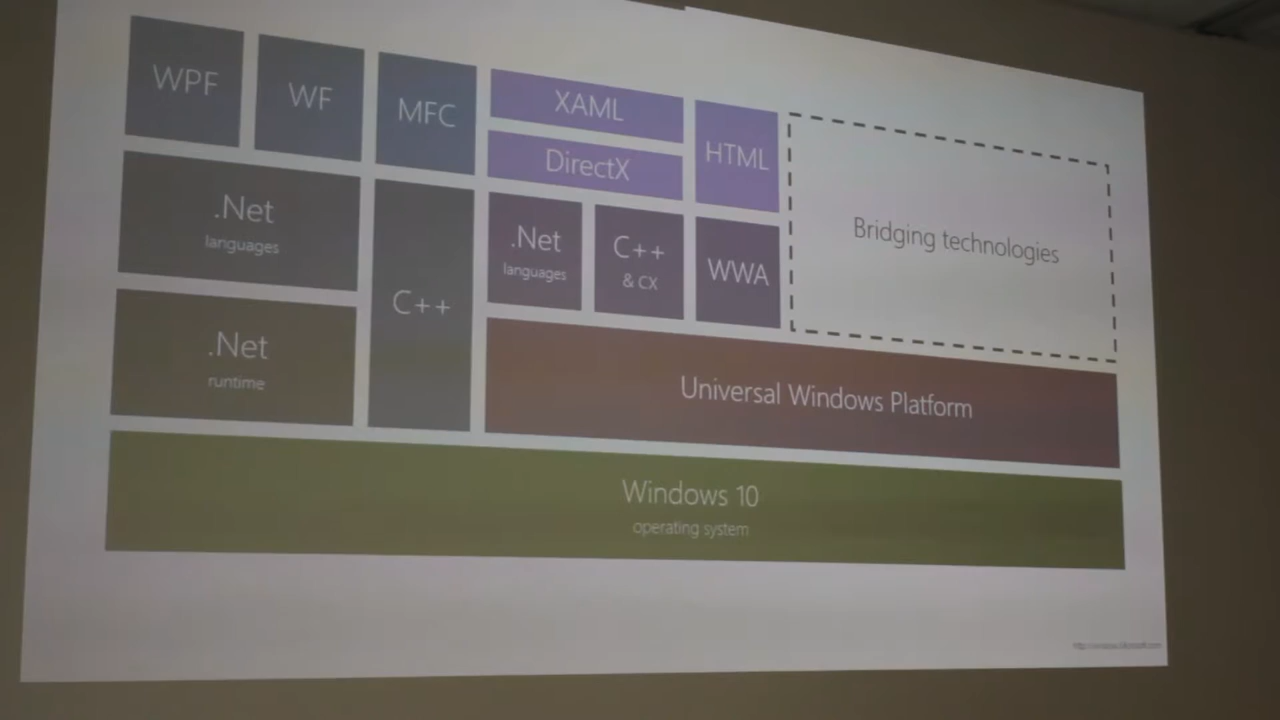 WPF
WF
MFC
XAML
DirectX
HTML
Bridging technologies
.Net
languages
C++
.Net
languages
C++
& CX
WWA
.Net
runtime
Universal Windows Platform
Windows 10
operating system